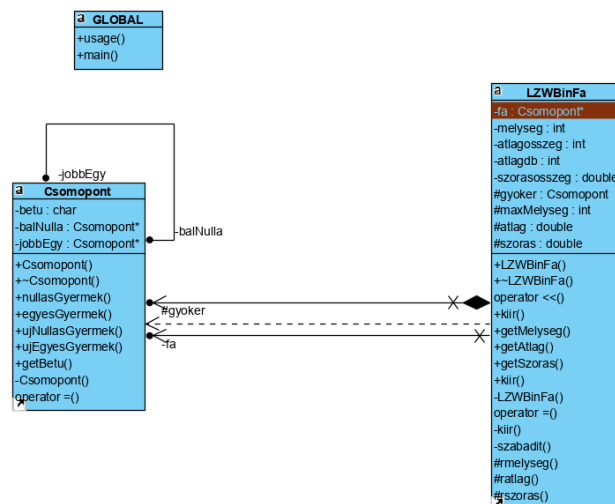 a GLOBAL
+usage()
+main()
-jobbEgy
-balNulla
a
Csomopont
-betu : char
-balNulla : Csomopont*
-jobbEgy : Csomopont*
+Csomopont()
+~Csomopont()
+nullasGyermek()
+egyesGyermek()
+ujNullasGyermek()
+ujEgyesGyermek()
+getBetu()
-Csomopont()
operator =()
#gyoker
-fa
a
LZWBinFa
-fa : Csomopont*
-melyseg : int
-atlagosszeg : int
-atlagdb : int
-szorasosszeg : double
#gyoker : Csomopont
#maxMelyseg : int
#atlag : double
#szoras : double
+LZWBinFa()
+~LZWBinFa()
operator <<()
+kiir()
+getMelyseg()
+getAtlag()
+getSzoras()
+kiir()
-LZWBinFa()
operator =()
-kiir()
-szabadit()
#rmelyseg()
#ratlag()
#rszoras()